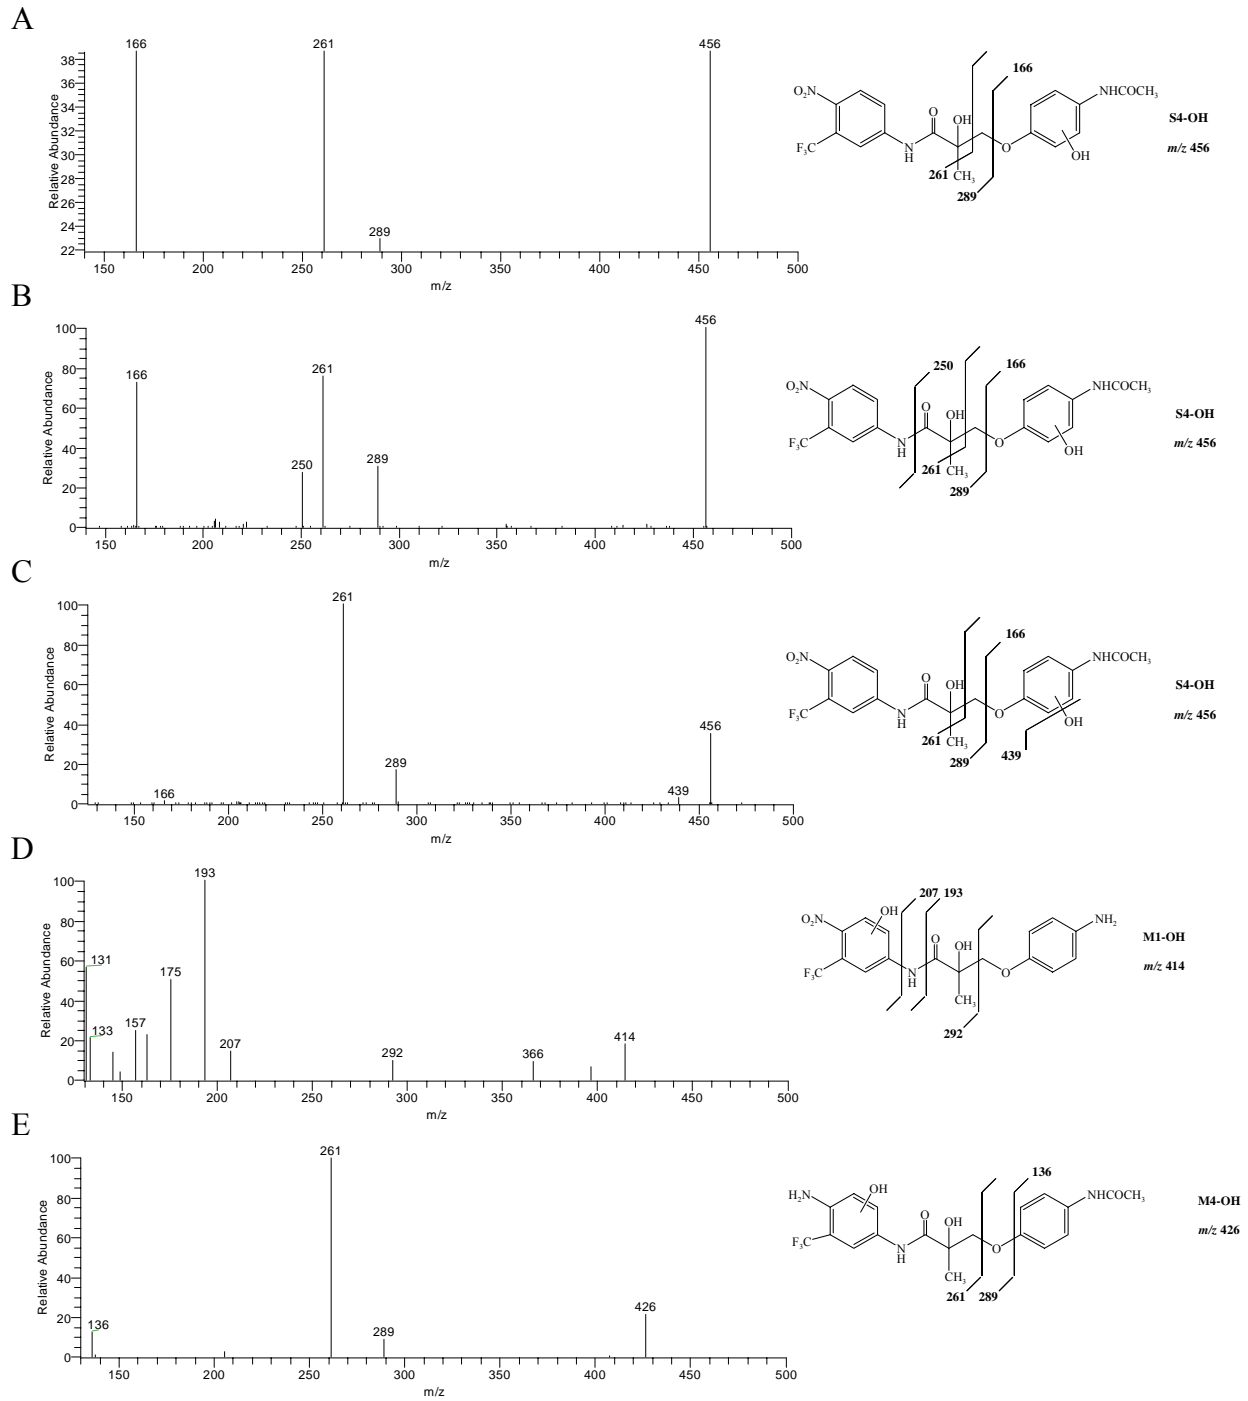 A
Relative Abundance
38
36
34
32
30
28
26
24
22
166
261
289
456
150 200 250 300 350 400 450 500
m/z
O₂N
F₃C
N
H
O
OH
CH₃
O
NHCOCH₃
OH
166
261
289
S4-OH
m/z 456
B
Relative Abundance
100
80
60
40
20
0
166
250
261
289
456
150 200 250 300 350 400 450 500
m/z
O₂N
F₃C
N
H
O
OH
CH₃
O
NHCOCH₃
OH
250
166
261
289
S4-OH
m/z 456
C
Relative Abundance
100
80
60
40
20
0
166
261
289
439
456
150 200 250 300 350 400 450 500
m/z
O₂N
F₃C
N
H
O
OH
CH₃
O
NHCOCH₃
OH
166
261
289
439
S4-OH
m/z 456
D
Relative Abundance
100
80
60
40
20
0
131
133
157
175
193
207
292
366
414
150 200 250 300 350 400 450 500
m/z
O₂N
F₃C
OH
N
H
O
OH
CH₃
O
NH₂
207 193
292
M1-OH
m/z 414
E
Relative Abundance
100
80
60
40
20
0
136
261
289
426
150 200 250 300 350 400 450 500
m/z
H₂N
F₃C
OH
N
H
O
OH
CH₃
O
NHCOCH₃
136
261 289
M4-OH
m/z 426